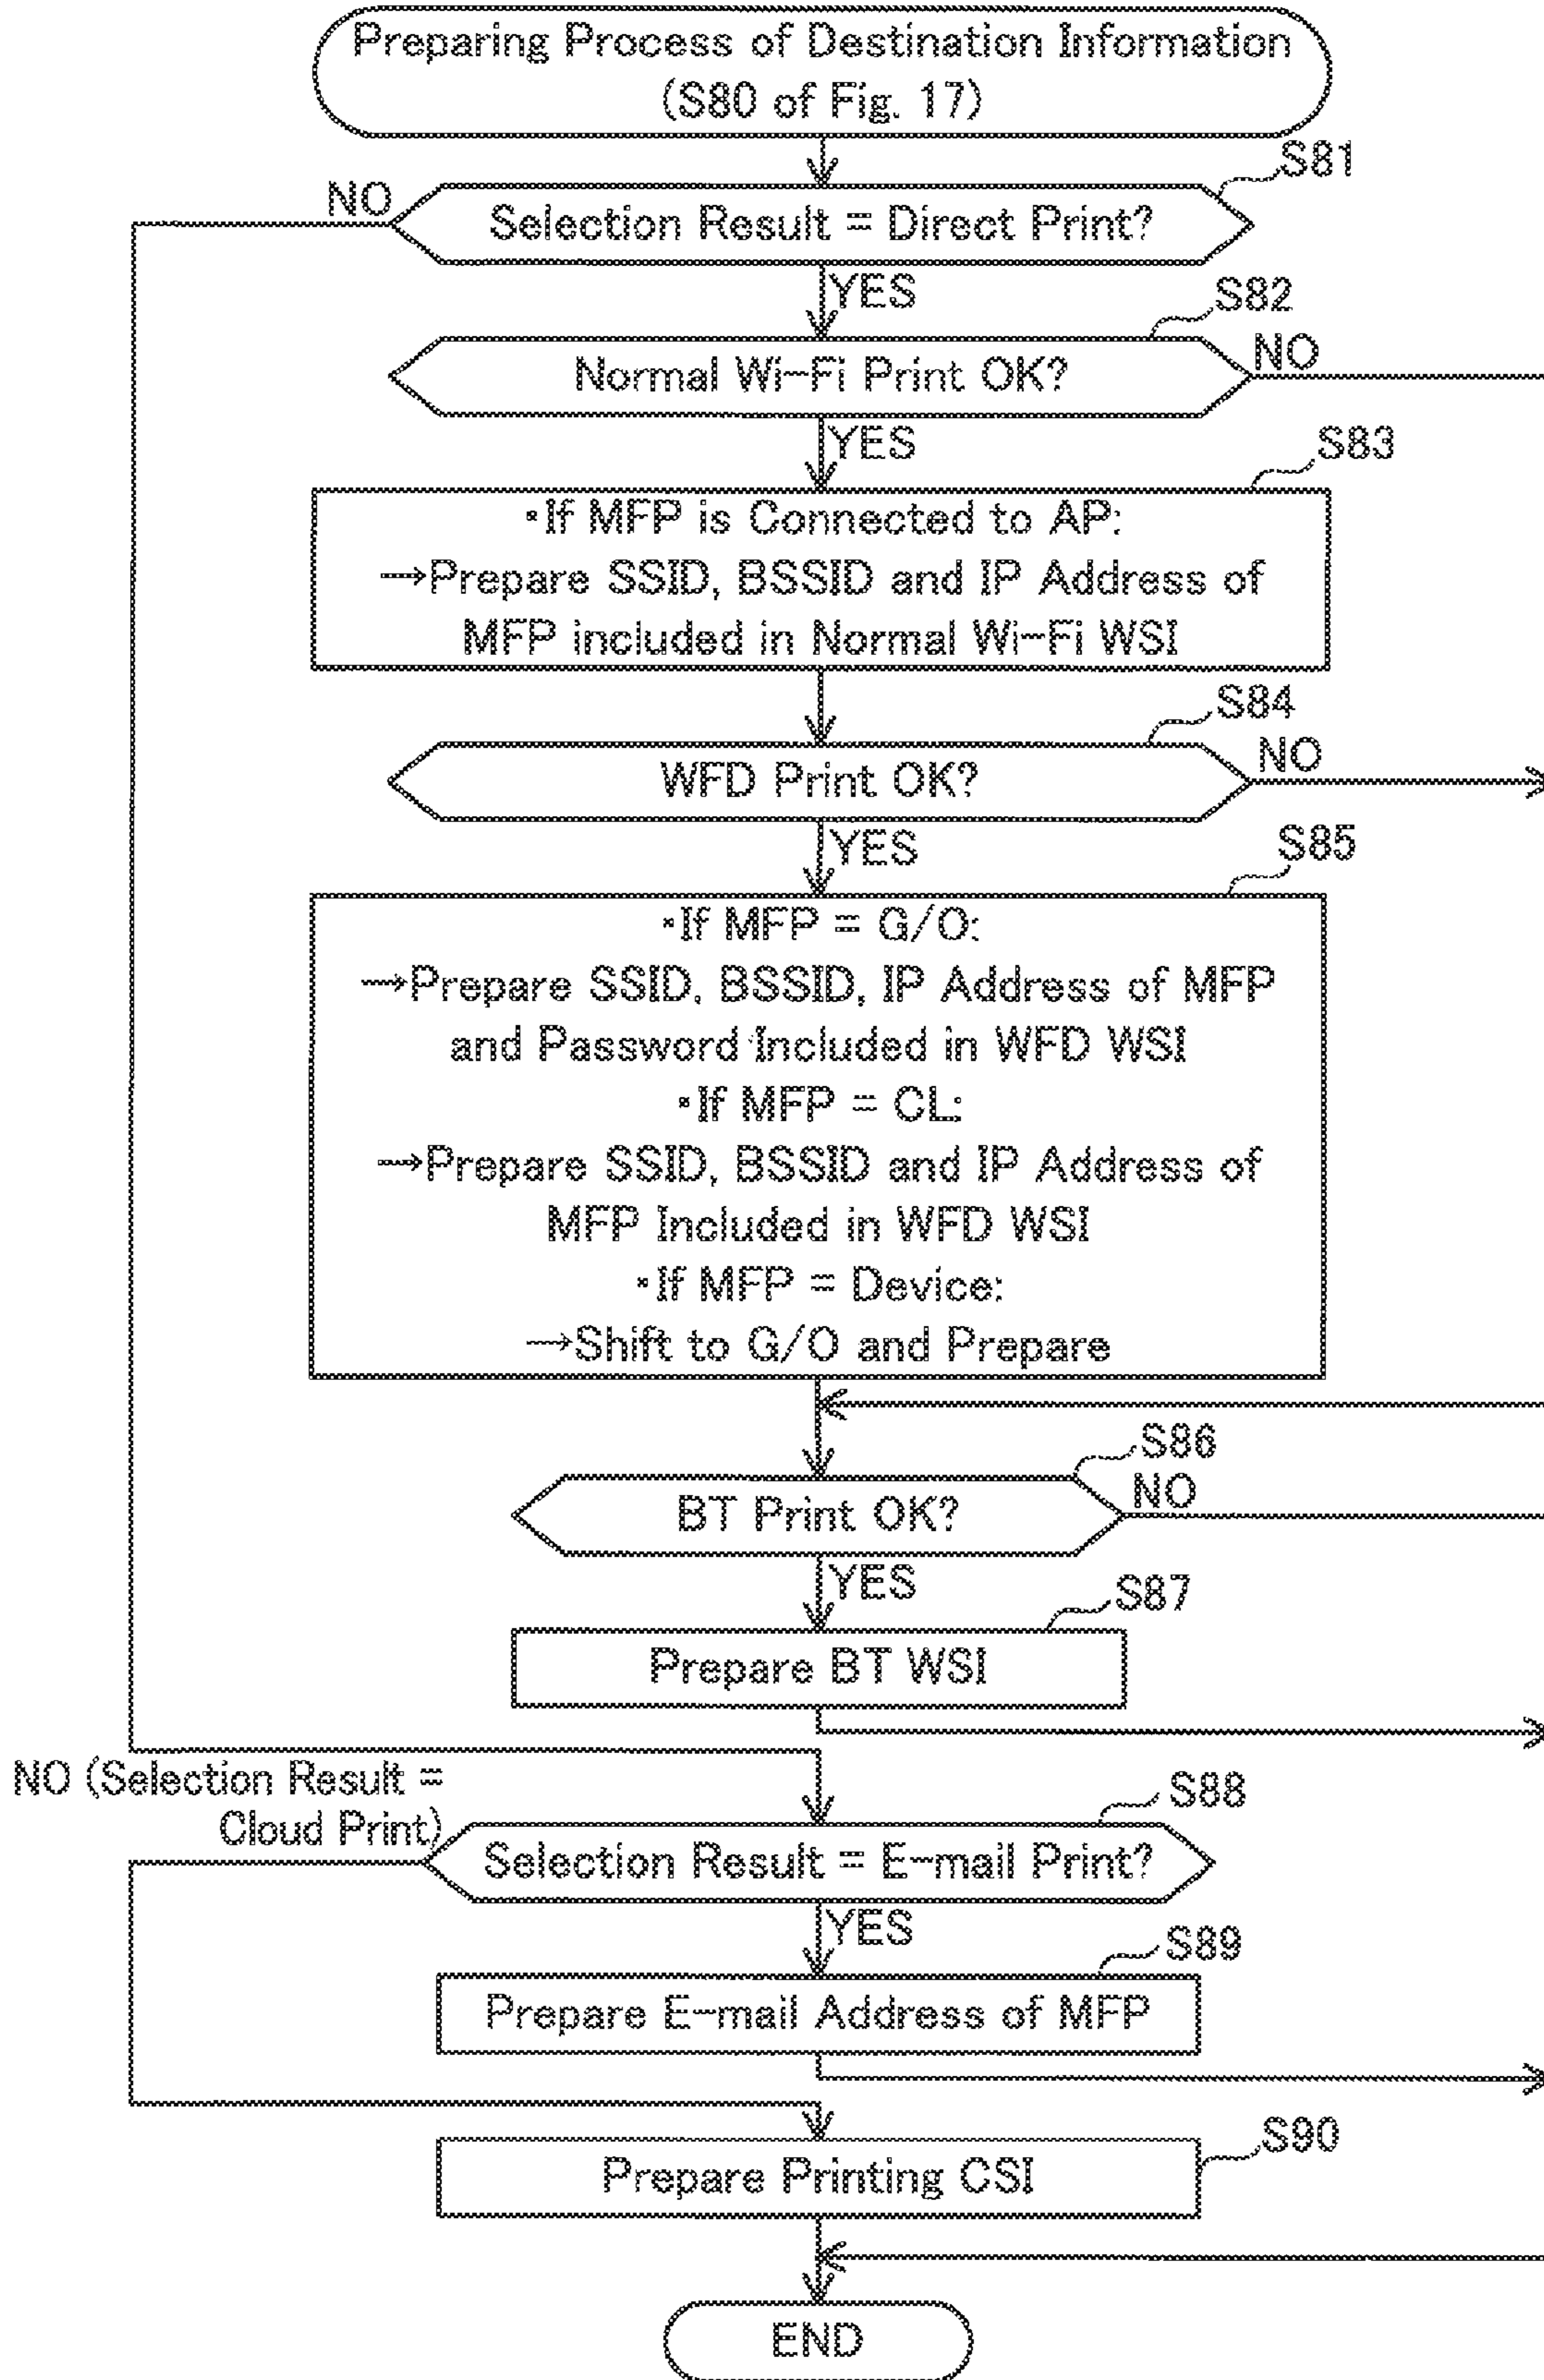 Preparing Process of Destination Information
(S80 of Fig. 17)
S81
NO
Selection Result = Direct Print?
YES
S82
Normal Wi-Fi Print OK?
NO
YES
S83
・If MFP is Connected to AP:
→Prepare SSID, BSSID and IP Address of
MFP included in Normal Wi-Fi WSI
S84
WFD Print OK?
NO
YES
S85
・If MFP = G/O:
→Prepare SSID, BSSID, IP Address of MFP
and Password Included in WFD WSI
・If MFP = CL:
→Prepare SSID, BSSID and IP Address of
MFP Included in WFD WSI
・If MFP = Device:
→Shift to G/O and Prepare
S86
BT Print OK?
NO
YES
S87
Prepare BT WSI
NO (Selection Result =
Cloud Print)
S88
Selection Result = E-mail Print?
YES
S89
Prepare E-mail Address of MFP
S90
Prepare Printing CSI
END